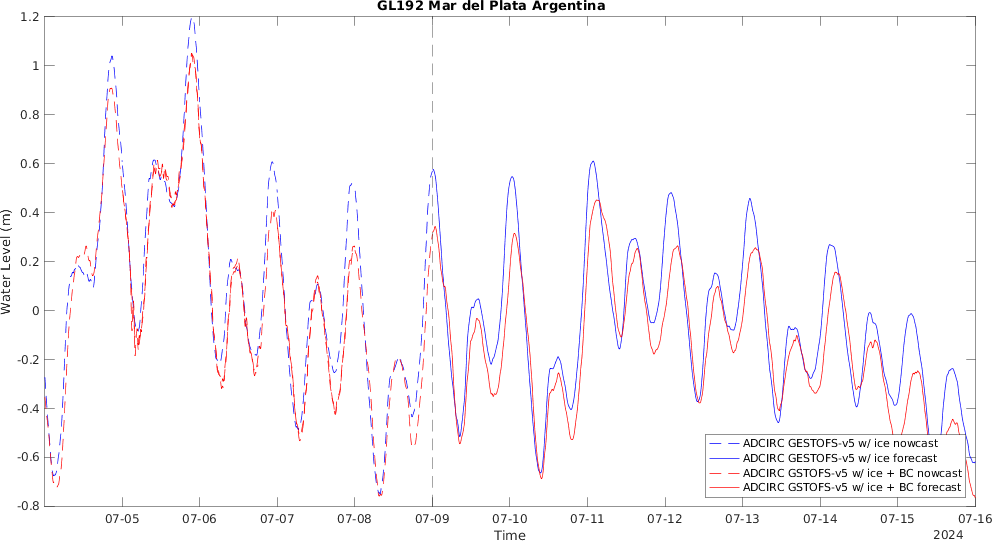 GL192 Mar del Plata Argentina
Water Level (m)
1.2
1
0.8
0.6
0.4
0.2
0
-0.2
-0.4
-0.6
-0.8
ADCIRC GESTOFS-v5 w/ ice nowcast
ADCIRC GESTOFS-v5 w/ ice forecast
ADCIRC GSTOFS-v5 w/ ice + BC nowcast
ADCIRC GSTOFS-v5 w/ ice + BC forecast
07-05 07-06 07-07 07-08 07-09 07-10 07-11 07-12 07-13 07-14 07-15 07-16
Time
2024